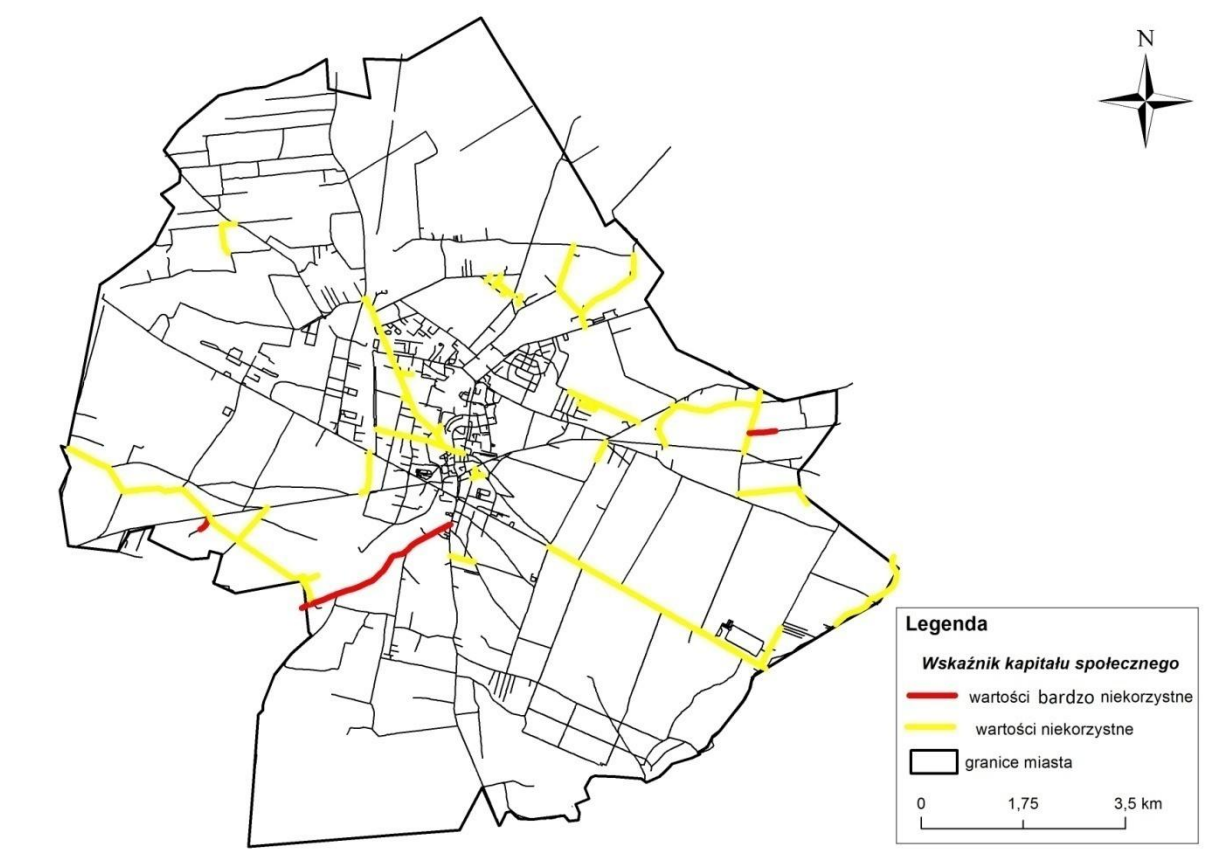 N
Legenda
Wskaźnik kapitału społecznego
wartości bardzo niekorzystne
wartości niekorzystne
granice miasta
0 1,75 3,5 km